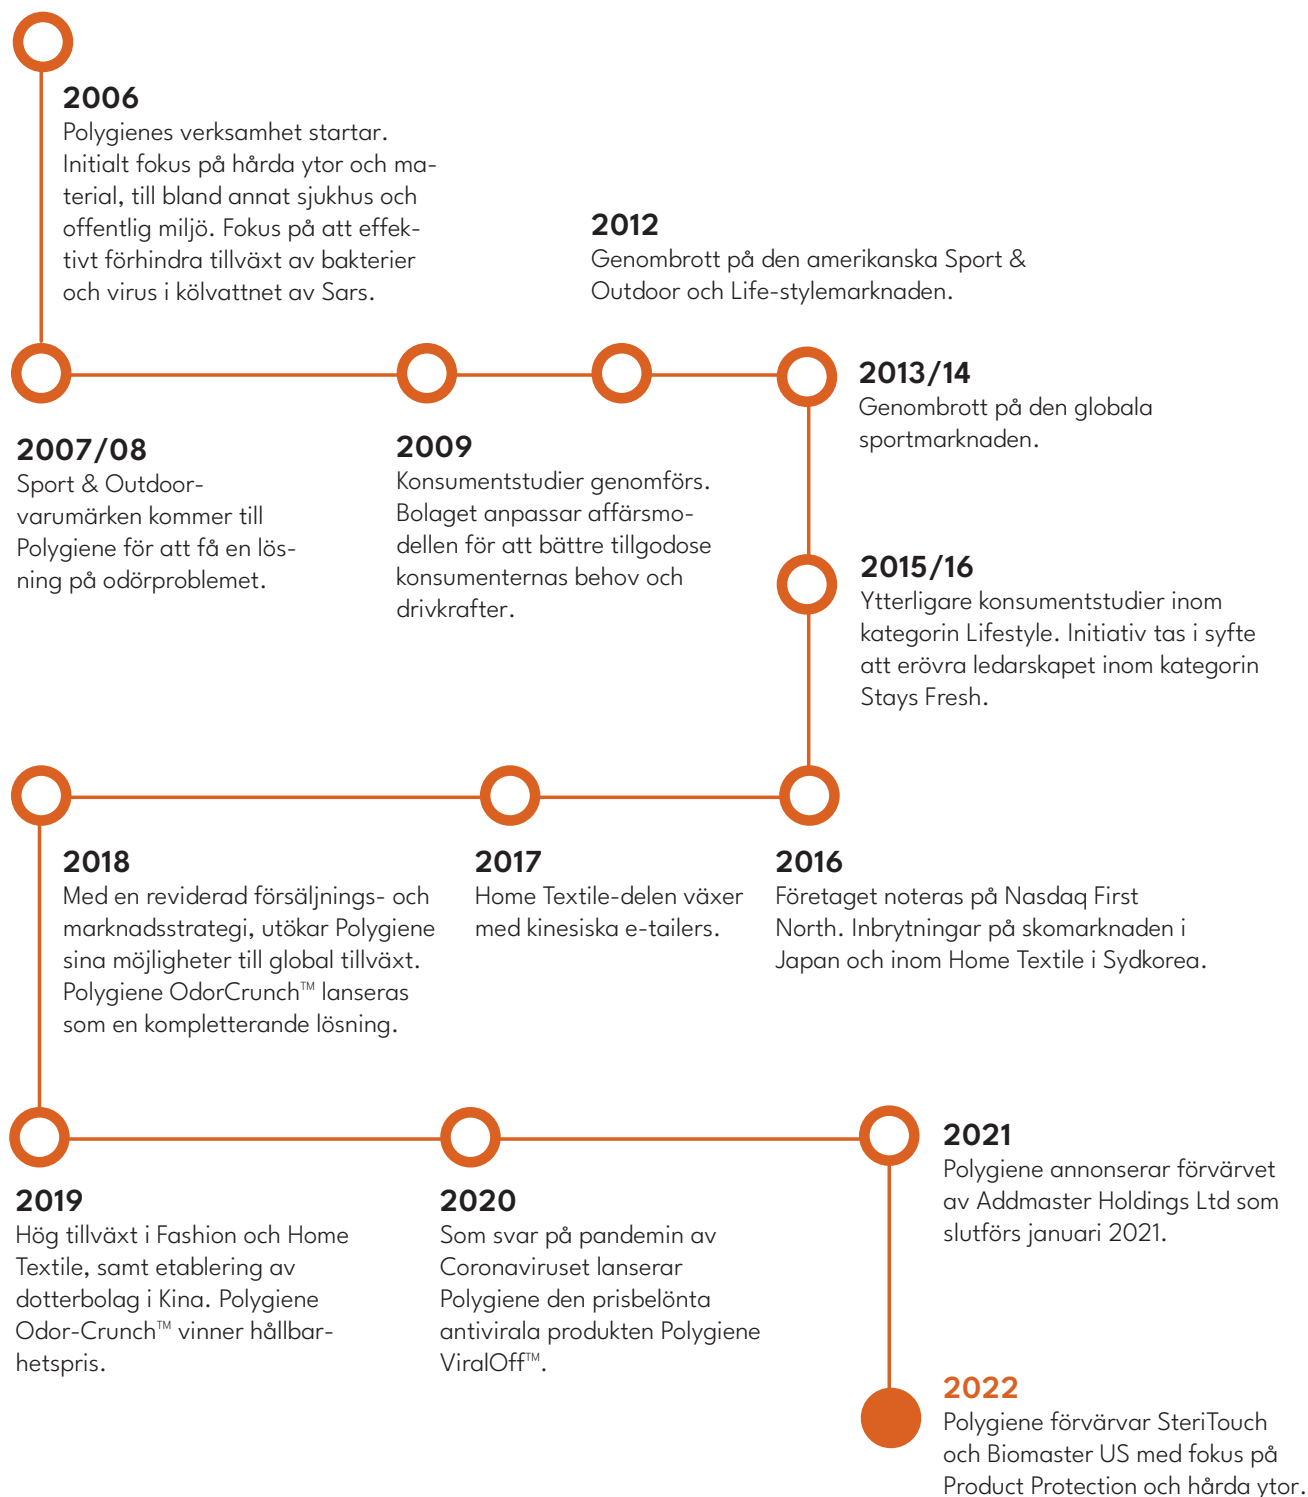 2006
Polygienes verksamhet startar.
Initialt fokus på hårda ytor och ma-
terial, till bland annat sjukhus och
offentlig miljö. Fokus på att effek-
tivt förhindra tillväxt av bakterier
och virus i kölvattnet av Sars.
2007/08
Sport & Outdoor-
varumärken kommer till
Polygiene för att få en lös-
ning på odörproblemet.
2009
Konsumentstudier genomförs.
Bolaget anpassar affärsmo-
dellen för att bättre tillgodose
konsumenternas behov och
drivkrafter.
2012
Genombrott på den amerikanska Sport &
Outdoor och Life-stylemarknaden.
2013/14
Genombrott på den globala
sportmarknaden.
2015/16
Ytterligare konsumentstudier inom
kategorin Lifestyle. Initiativ tas i syfte
att erövra ledarskapet inom kategorin
Stays Fresh.
2016
Företaget noteras på Nasdaq First
North. Inbrytningar på skomarknaden i
Japan och inom Home Textile i Sydkorea.
2017
Home Textile-delen växer
med kinesiska e-tailers.
2018
Med en reviderad försäljnings- och
marknadsstrategi, utökar Polygiene
sina möjligheter till global tillväxt.
Polygiene OdorCrunch™ lanseras
som en kompletterande lösning.
2019
Hög tillväxt i Fashion och Home
Textile, samt etablering av
dotterbolag i Kina. Polygiene
Odor-Crunch™ vinner hållbar-
hetspris.
2020
Som svar på pandemin av
Coronaviruset lanserar
Polygiene den prisbelönta
antivirala produkten Polygiene
ViralOff™.
2021
Polygiene annonserar förvärvet
av Addmaster Holdings Ltd som
slutförs januari 2021.
2022
Polygiene förvärvar SteriTouch
och Biomaster US med fokus på
Product Protection och hårda ytor.